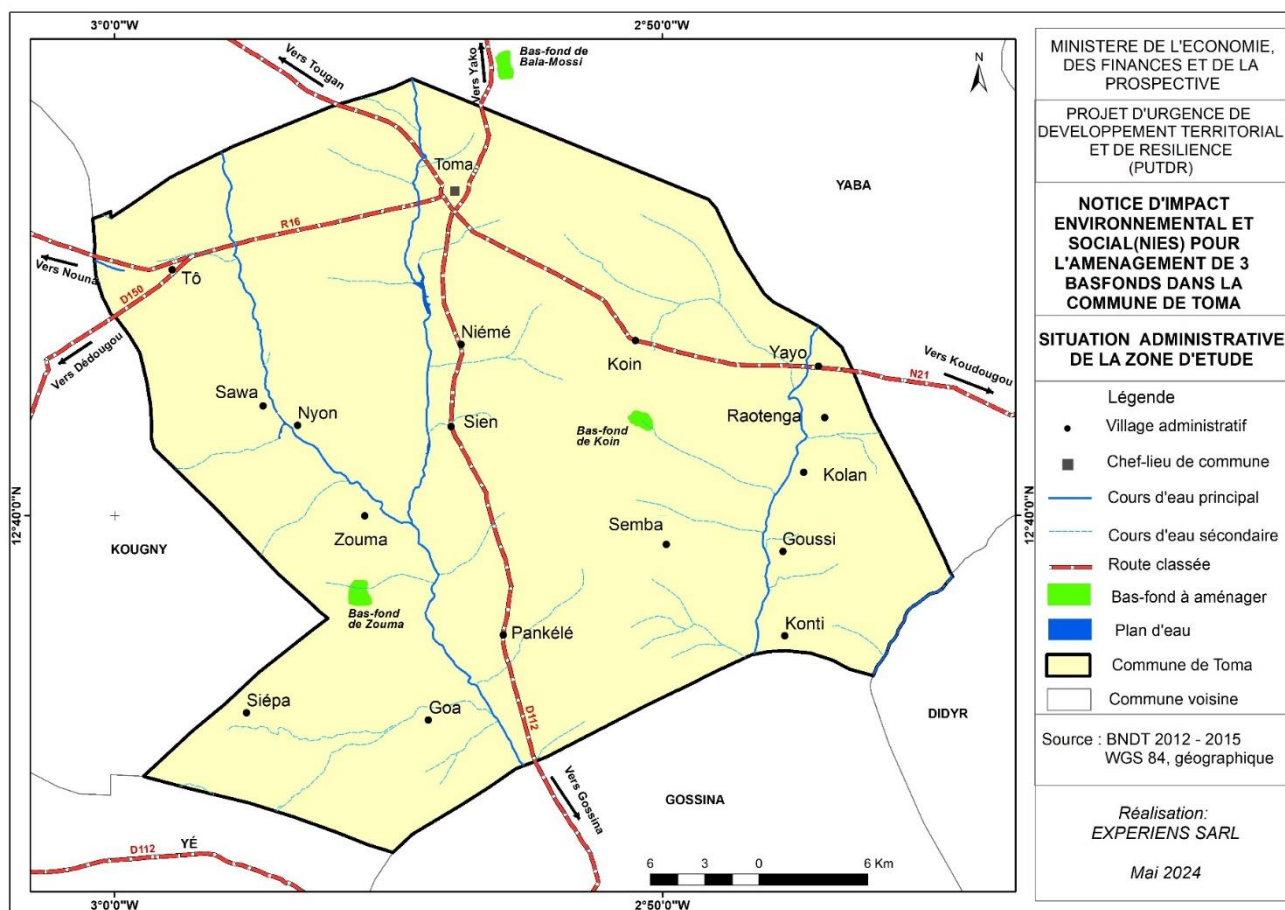 3°0'0"W
2°50'0"W
Vers Tougan
Vers Yako
Bas-fond de
Bala-Mossi
N
Toma
YABA
R16
Vers Nouna
Tô
D150
Vers Dédougou
Niémé
Koin
Yayo
Vers Koudougou
N21
Sawa
Nyon
Sien
Bas-fond
de Koin
Raotenga
Kolan
12°40'0"N
12°40'0"N
Zouma
Semba
Goussi
KOUGNY
Bas-fond
de Zouma
Pankélé
Konti
Siépa
Goa
D112
DIDYR
Vers Gossina
GOSSINA
YÉ
D112
6
3
0
6 Km
3°0'0"W
2°50'0"W
MINISTERE DE L'ECONOMIE,
DES FINANCES ET DE LA
PROSPECTIVE
PROJET D'URGENCE DE
DEVELOPPEMENT TERRITORIAL
ET DE RESILIENCE
(PUTDR)
NOTICE D'IMPACT
ENVIRONNEMENTAL ET
SOCIAL(NIES) POUR
L'AMENAGEMENT DE 3
BASFONDS DANS LA
COMMUNE DE TOMA
SITUATION ADMINISTRATIVE
DE LA ZONE D'ETUDE
Légende
Village administratif
Chef-lieu de commune
Cours d'eau principal
Cours d'eau sécondaire
Route classée
Bas-fond à aménager
Plan d'eau
Commune de Toma
Commune voisine
Source : BNDT 2012 - 2015
WGS 84, géographique
Réalisation:
EXPERIENS SARL
Mai 2024